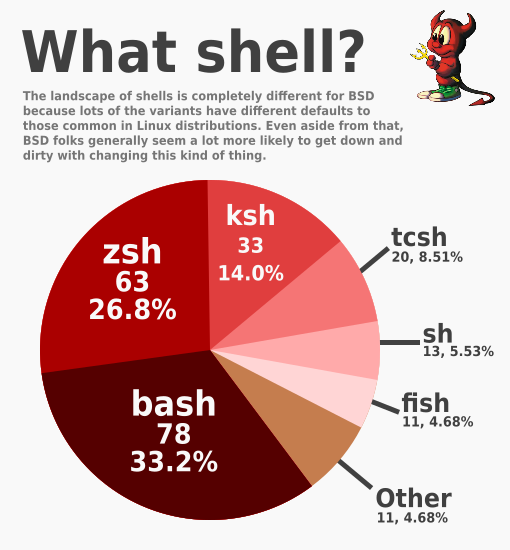 What shell?
The landscape of shells is completely different for BSD
because lots of the variants have different defaults to
those common in Linux distributions. Even aside from that,
BSD folks generally seem a lot more likely to get down and
dirty with changing this kind of thing.
ksh
33
14.0%
zsh
63
26.8%
tcsh
20, 8.51%
sh
13, 5.53%
fish
11, 4.68%
bash
78
33.2%
Other
11, 4.68%